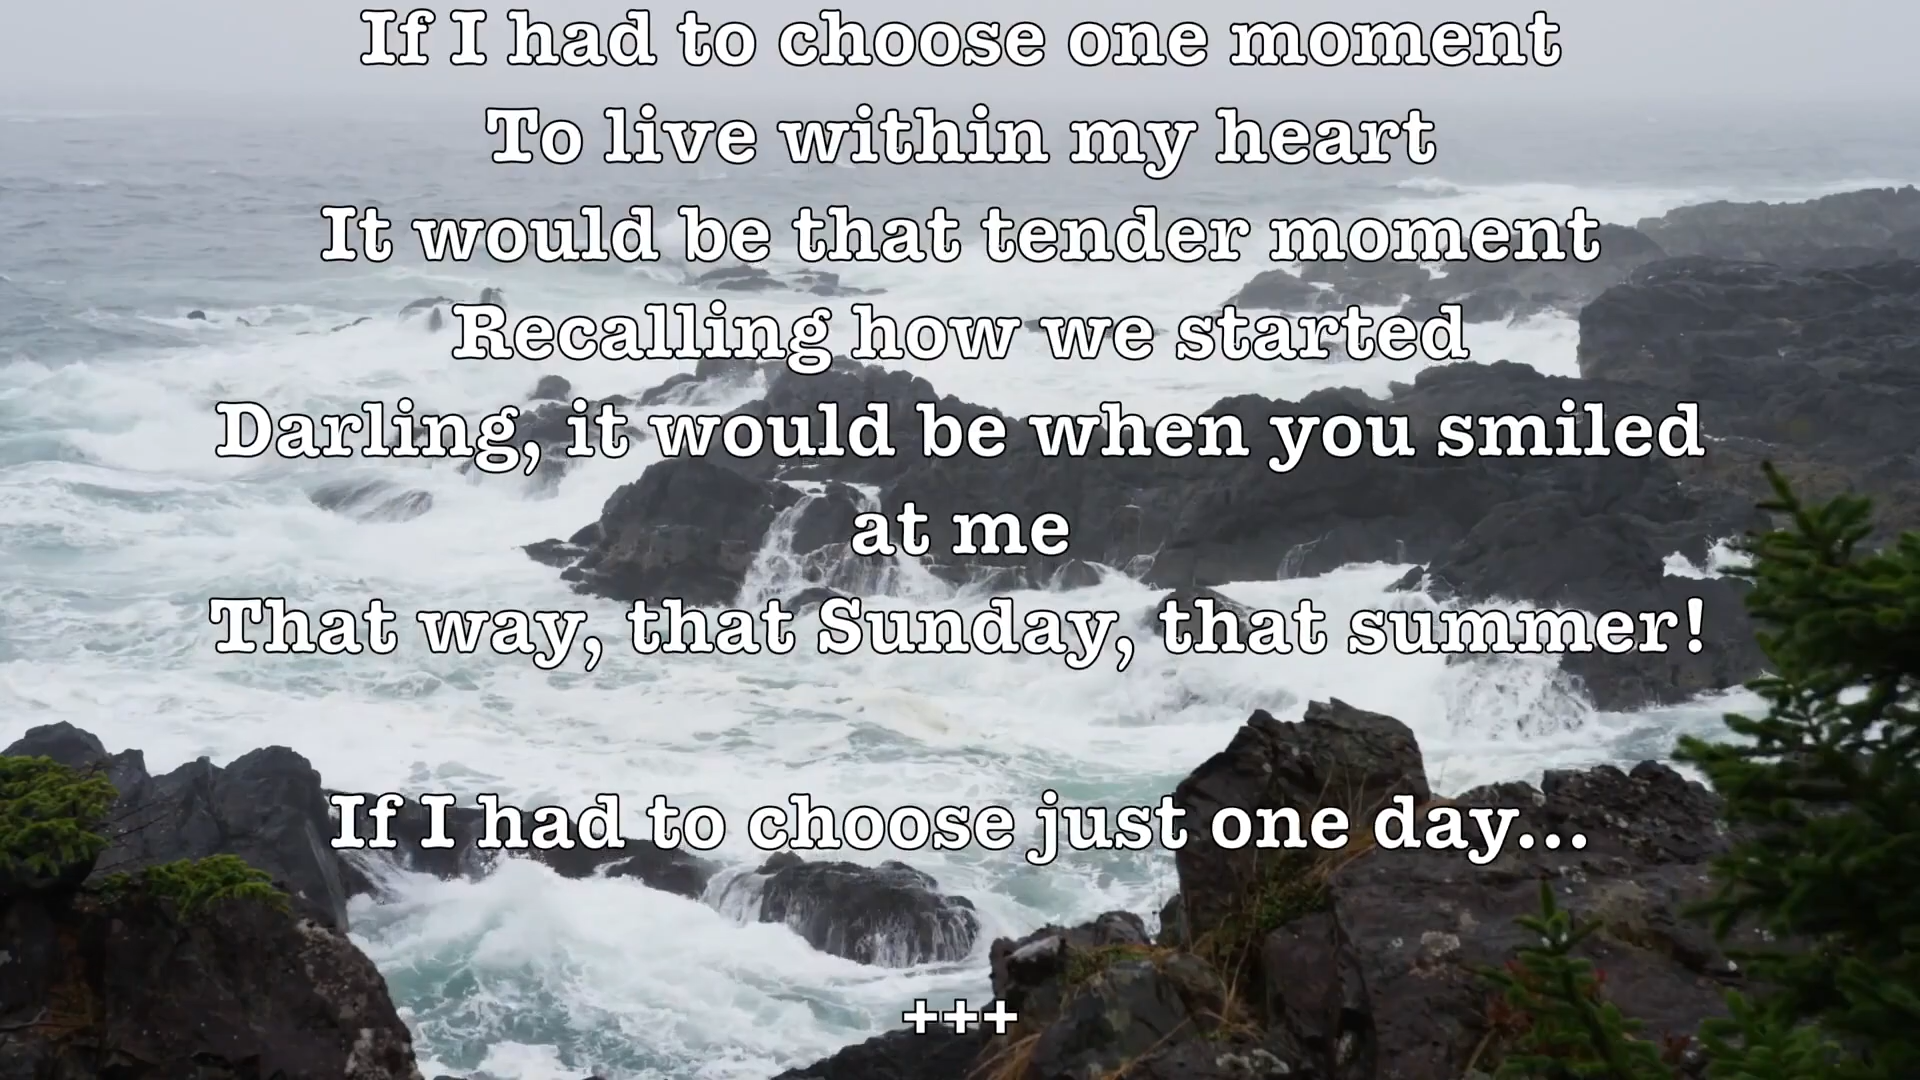 If I had to choose one moment
To live within my heart
It would be that tender moment
Recalling how we started
Darling, it would be when you smiled
at me
That way, that Sunday, that summer!
If I had to choose just one day...
+++